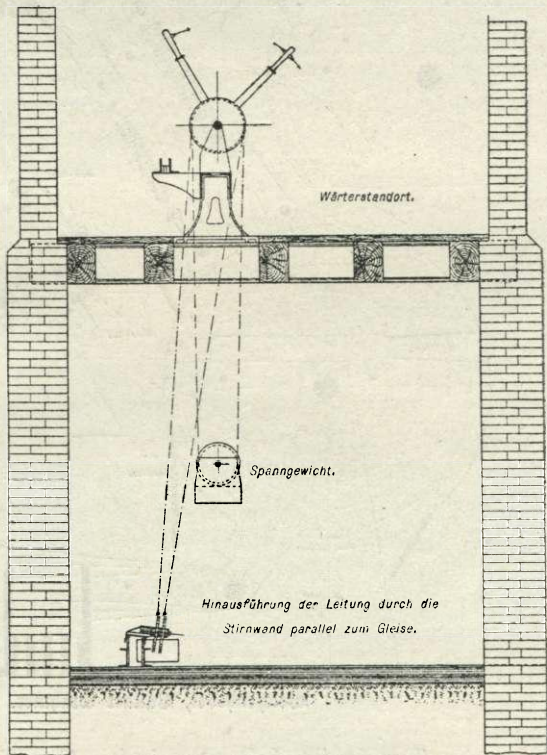 Wärterstandort.
Spanngewicht.
Hinausführung der Leitung durch die
Stirnwand parallel zum Gleise.